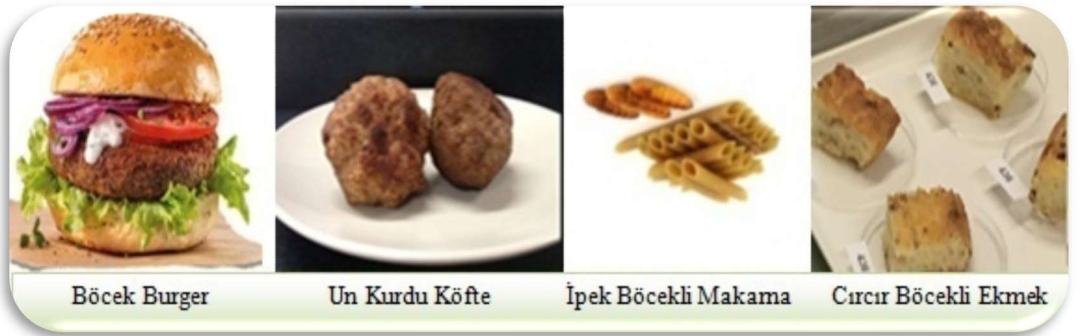 Böcek Burger
Un Kurdu Köfte
İpek Böcekli Makarna
Cırcır Böcekli Ekmek